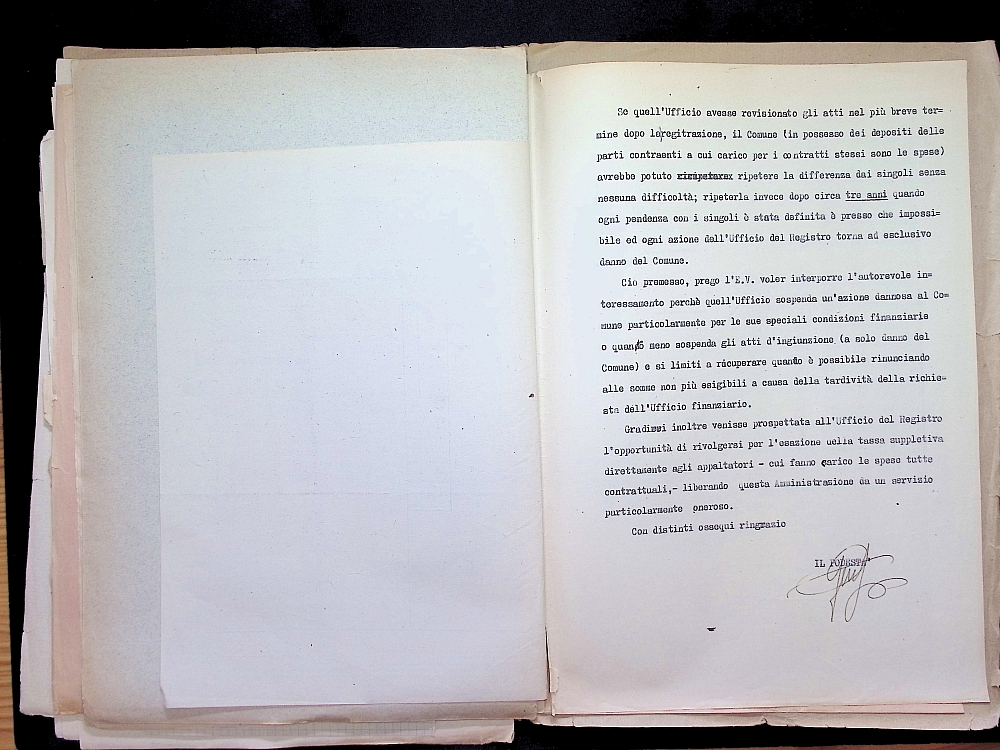 Se quell'Ufficio avesse revisionato gli atti nel più breve ter=
mine dopo la regitrazione, il Comune (in possesso dei depositi delle
parti contraenti a cui carico per i contratti stessi sono le spese)
avrebbe potuto ripetere la differenza dai singoli senza
nessuna difficoltà; ripeterla invece dopo circa tre anni quando
ogni pendenza con i singoli è stata definita è presso che impossi=
bile ed ogni azione dell'Ufficio del Registro torna ad esclusivo
danno del Comune.
Cio premesso, prego l'E.V. voler interporre l'autorevole in=
teressamento perchè quell'Ufficio sospenda un'azione dannosa al Co=
mune particolarmente per le sue speciali condizioni finanziarie
o quando meno sospenda gli atti d'ingiunzione (a solo danno del
Comune) e si limiti a recuperare quando è possibile rinunciando
alle somme non più esigibili a causa della tardività della richie=
sta dell'Ufficio finanziario.
Gradirei inoltre venisse prospettata all'Ufficio del Registro
l'opportunità di rivolgersi per l'esazione della tassa suppletiva
direttamente agli appaltatori - cui fanno carico le spese tutte
contrattuali,- liberando questa Amministrazione da un servizio
particolarmente oneroso.
Con distinti ossequi ringrazio
IL PODESTA'